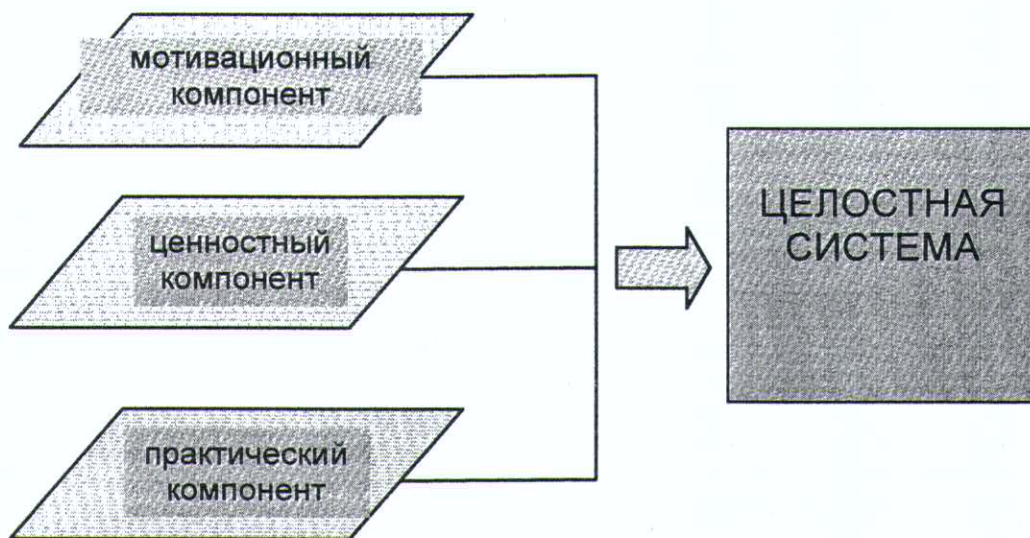 мотивационный
компонент
ценностный
компонент
практический
компонент
ЦЕЛОСТНАЯ
СИСТЕМА